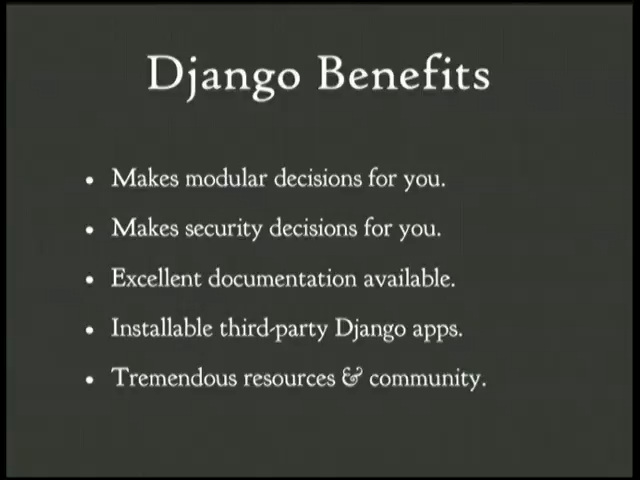 Django Benefits
• Makes modular decisions for you.
• Makes security decisions for you.
• Excellent documentation available.
• Installable third-party Django apps.
• Tremendous resources & community.